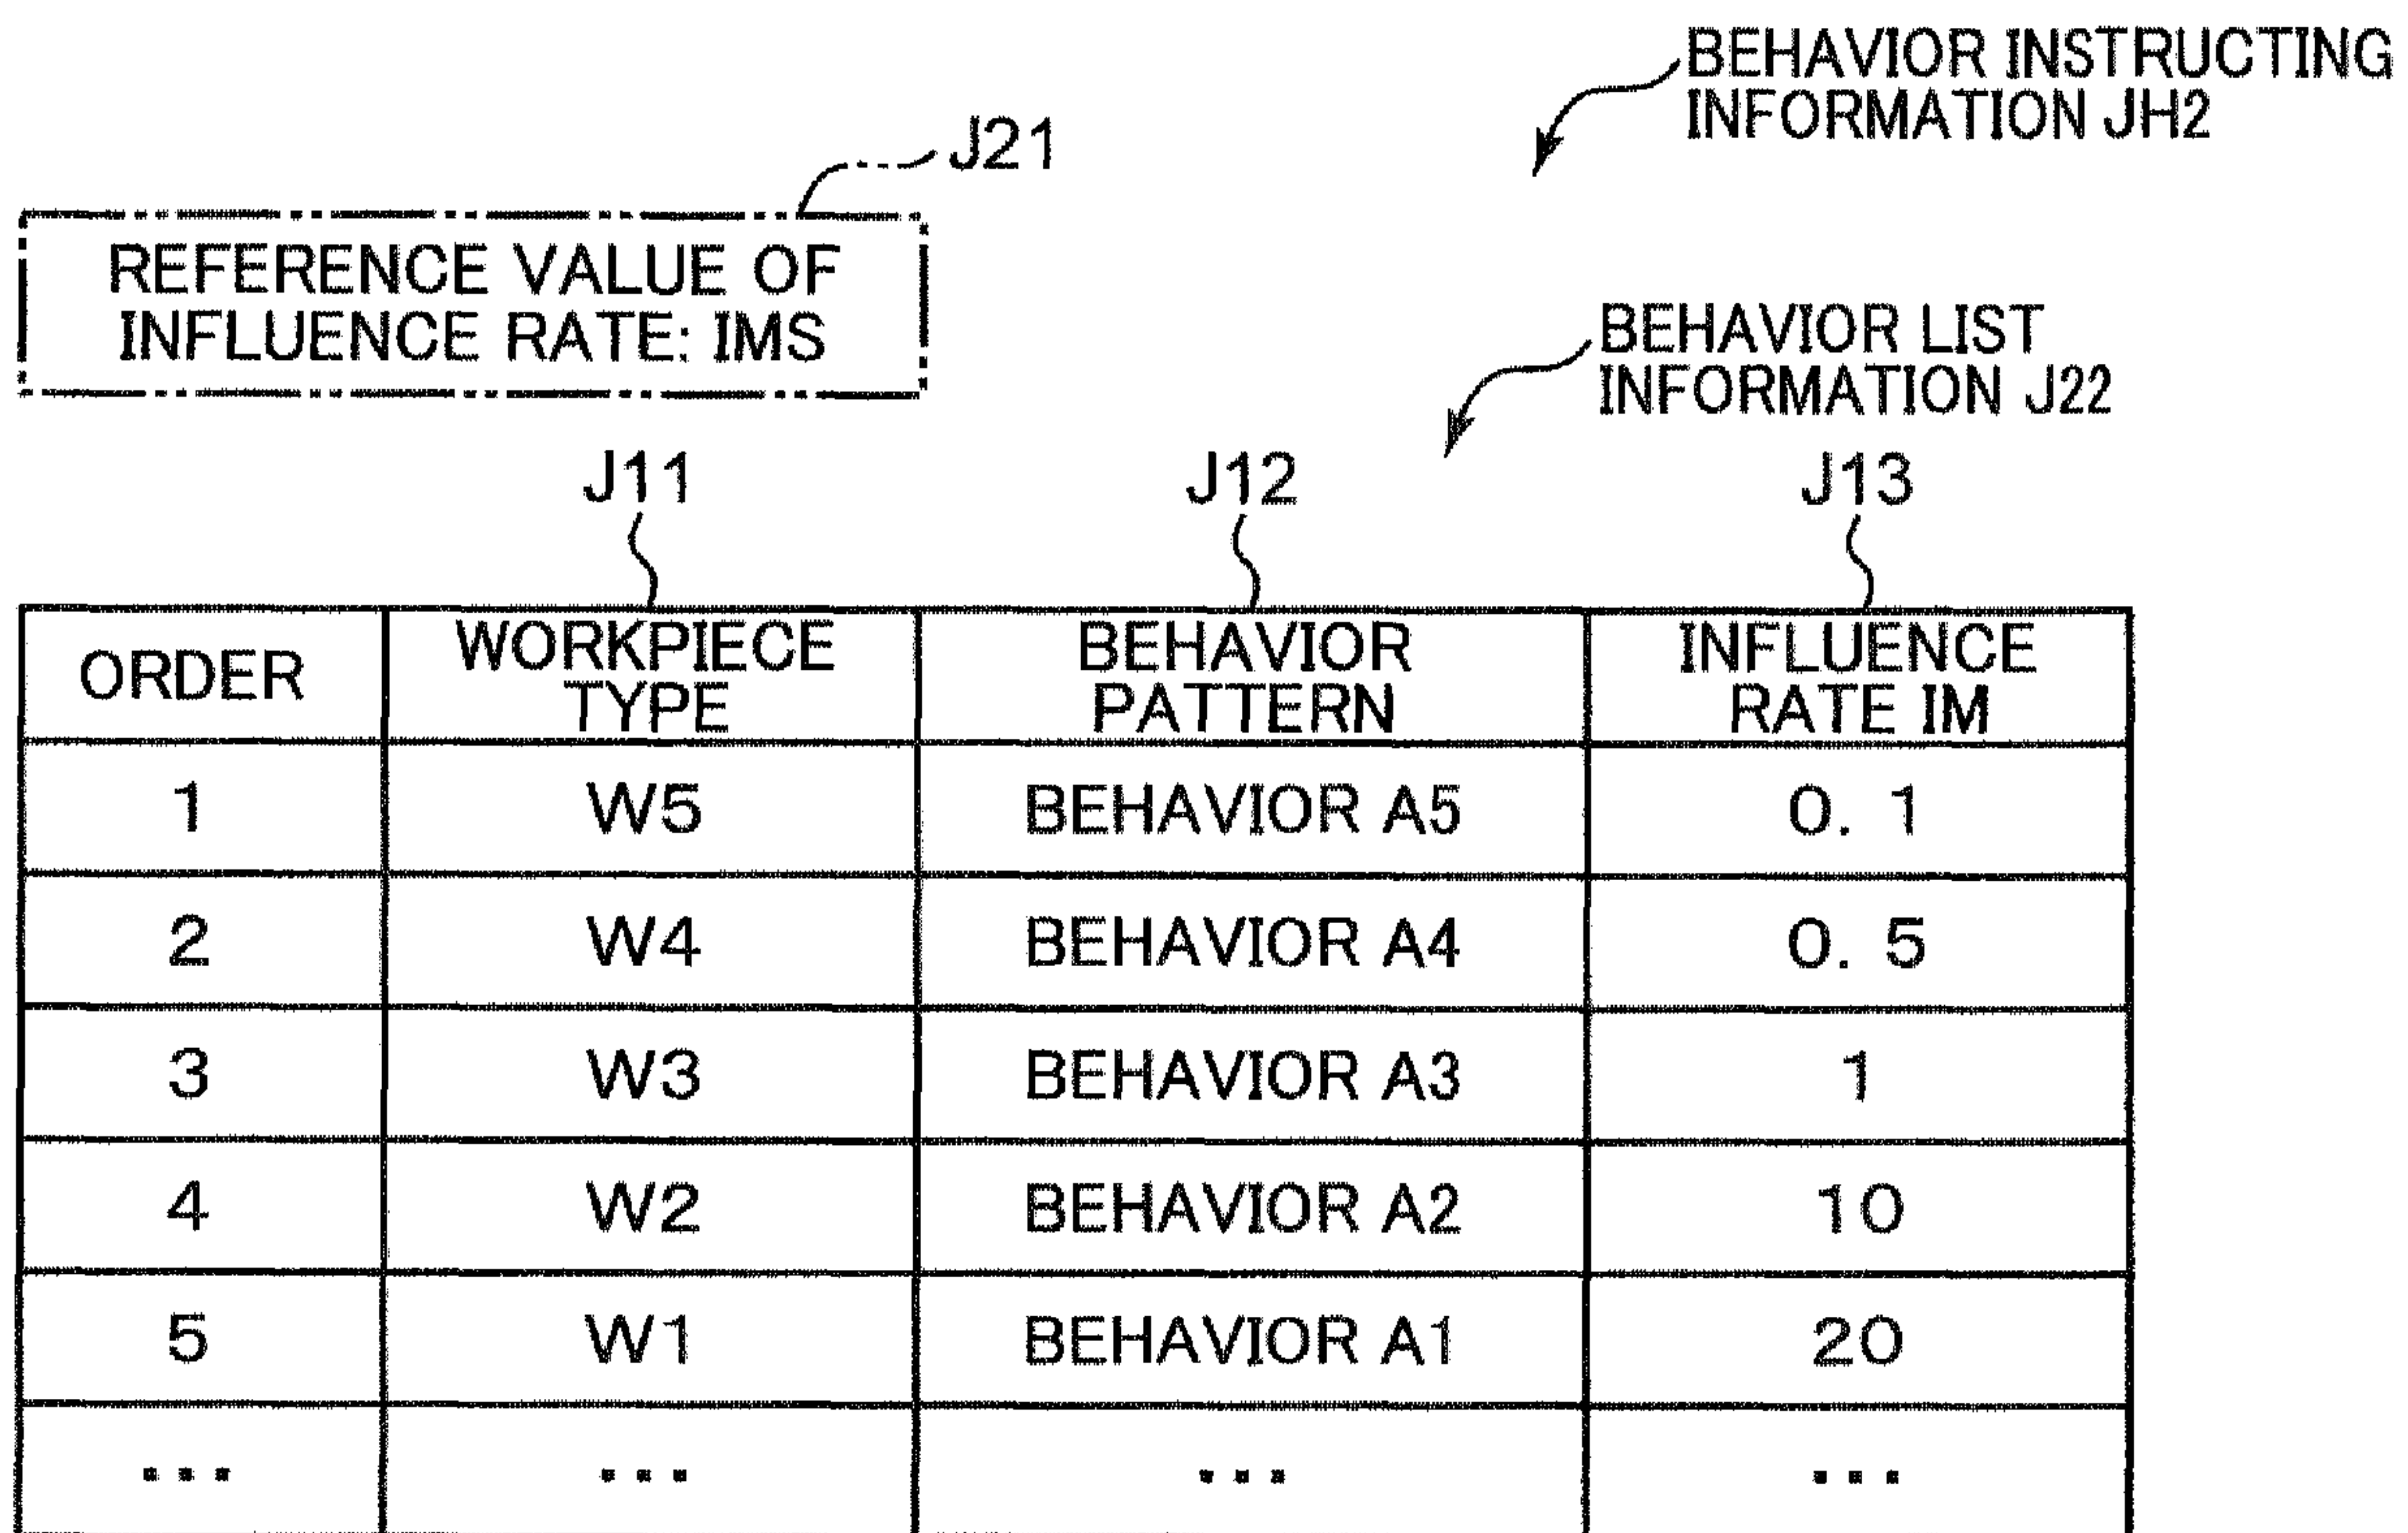 BEHAVIOR INSTRUCTING
INFORMATION JH2
J21
REFERENCE VALUE OF
INFLUENCE RATE: IMS
BEHAVIOR LIST
INFORMATION J22
J11 J12 J13
ORDER WORKPIECE TYPE BEHAVIOR PATTERN INFLUENCE RATE IM
1 W5 BEHAVIOR A5 0. 1
2 W4 BEHAVIOR A4 0. 5
3 W3 BEHAVIOR A3 1
4 W2 BEHAVIOR A2 10
5 W1 BEHAVIOR A1 20
... ... ... ...